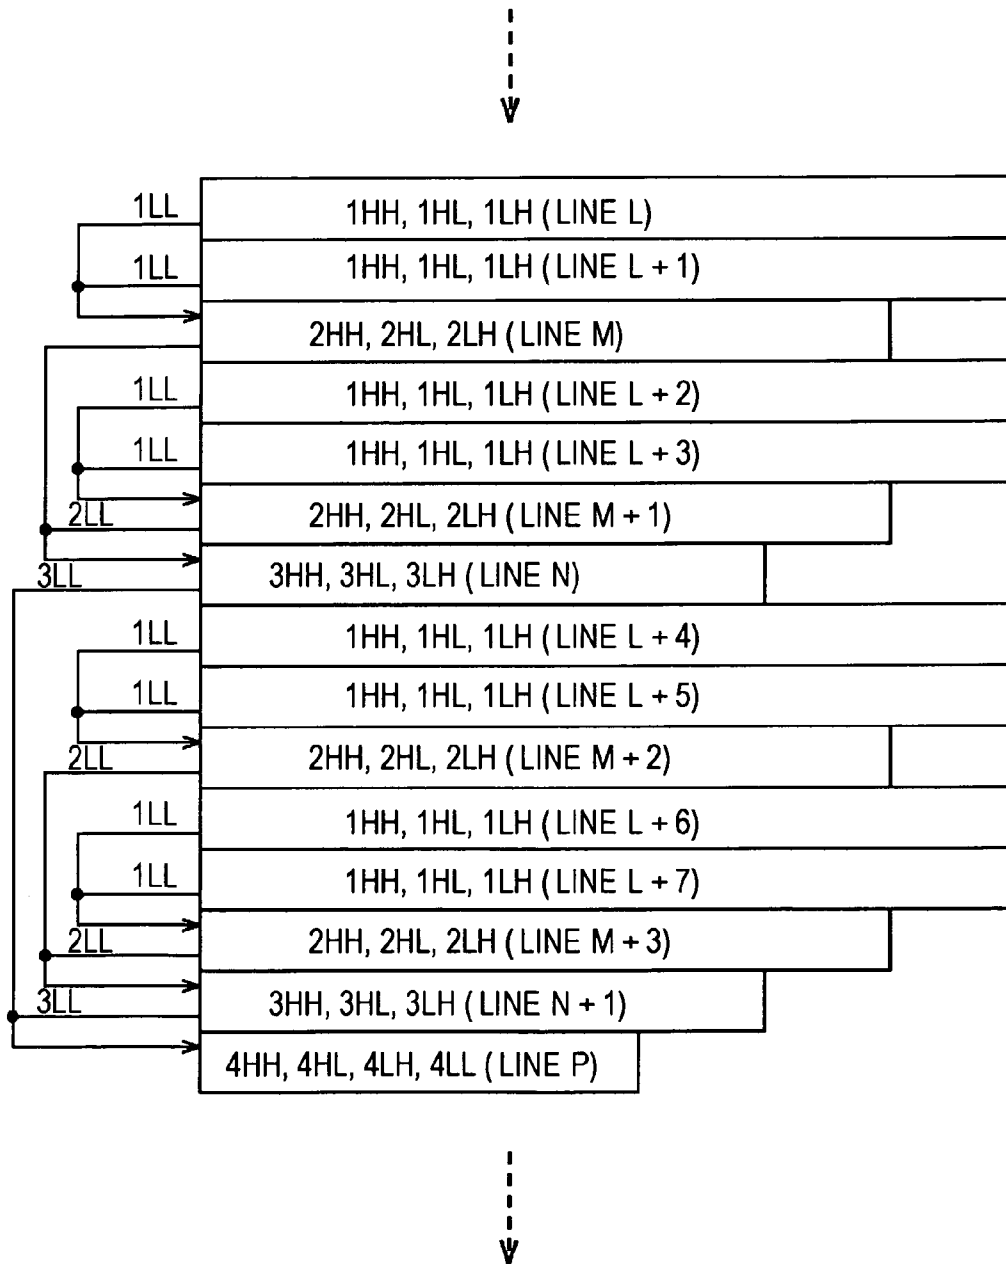 1LL
1HH, 1HL, 1LH (LINE L)
1LL
1HH, 1HL, 1LH (LINE L + 1)
2HH, 2HL, 2LH (LINE M)
1LL
1HH, 1HL, 1LH (LINE L + 2)
1LL
1HH, 1HL, 1LH (LINE L + 3)
2LL
2HH, 2HL, 2LH (LINE M + 1)
3LL
3HH, 3HL, 3LH (LINE N)
1LL
1HH, 1HL, 1LH (LINE L + 4)
1LL
1HH, 1HL, 1LH (LINE L + 5)
2LL
2HH, 2HL, 2LH (LINE M + 2)
1LL
1HH, 1HL, 1LH (LINE L + 6)
1LL
1HH, 1HL, 1LH (LINE L + 7)
2LL
2HH, 2HL, 2LH (LINE M + 3)
3LL
3HH, 3HL, 3LH (LINE N + 1)
4HH, 4HL, 4LH, 4LL (LINE P)